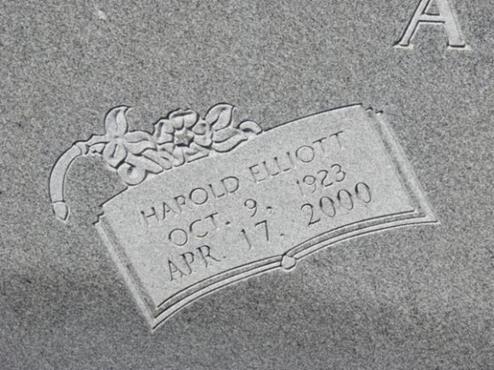 A
HAROLD ELLIOTT
OCT. 9, 1923
APR. 17, 2000